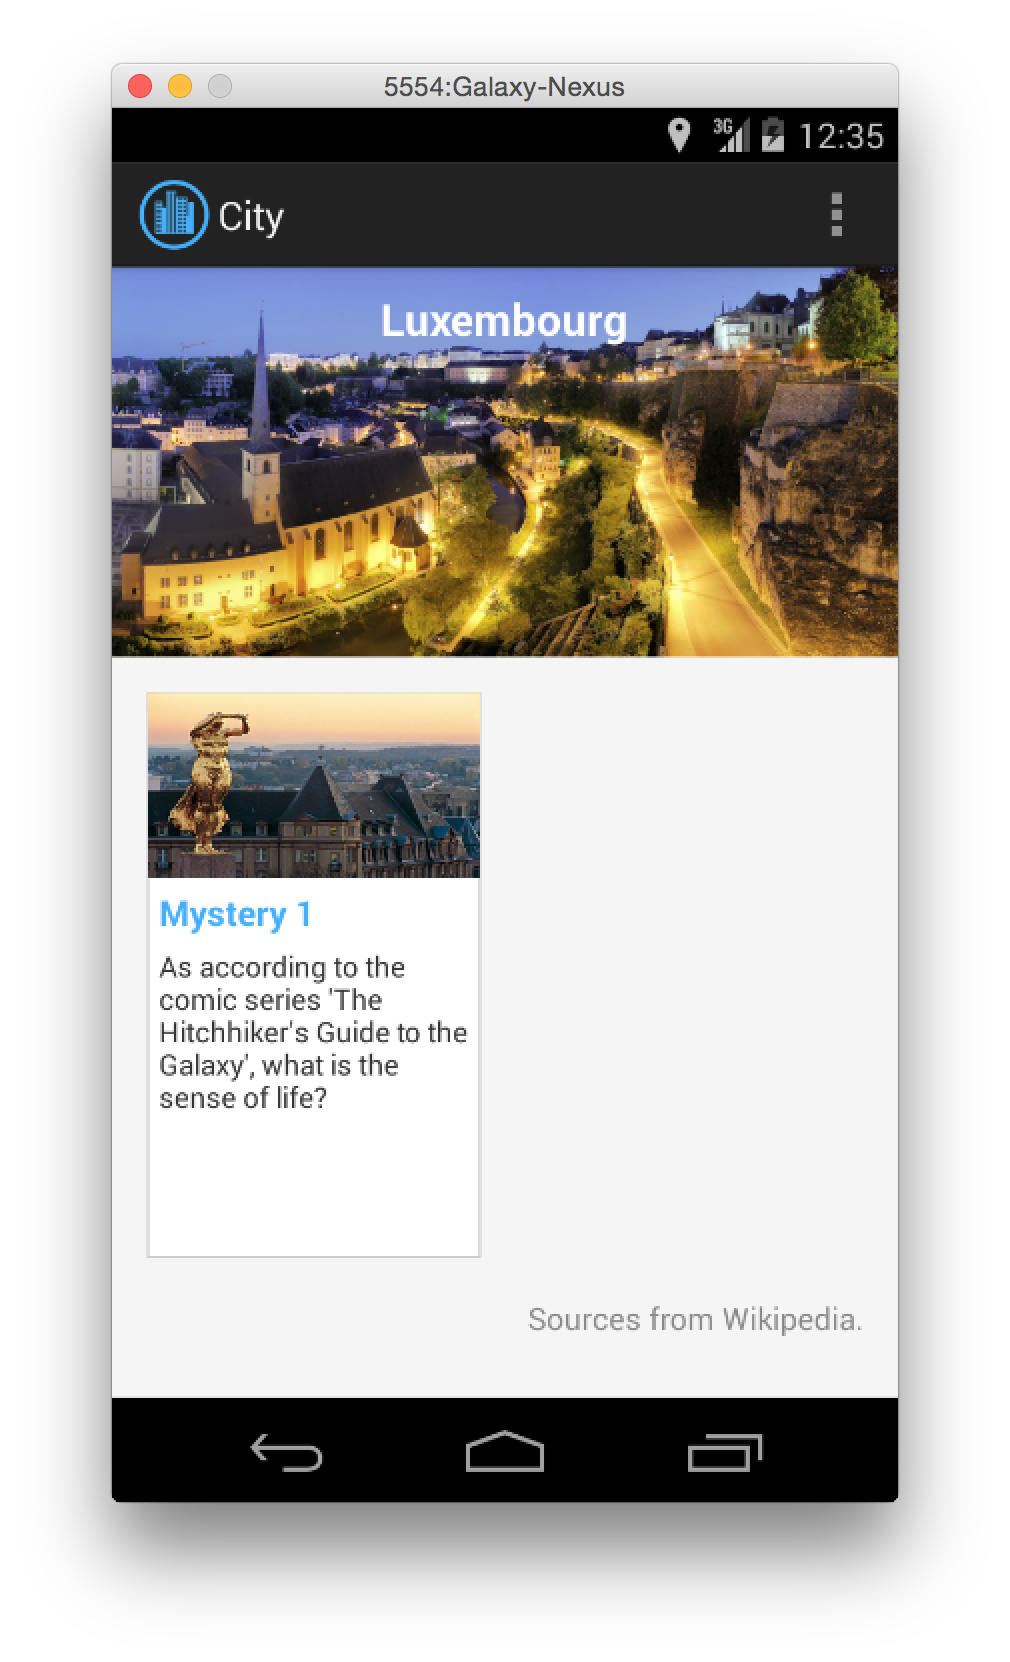 5554:Galaxy-Nexus
3G 12:35
City
Luxembourg
Mystery 1
As according to the
comic series 'The
Hitchhiker's Guide to the
Galaxy', what is the
sense of life?
Sources from Wikipedia.